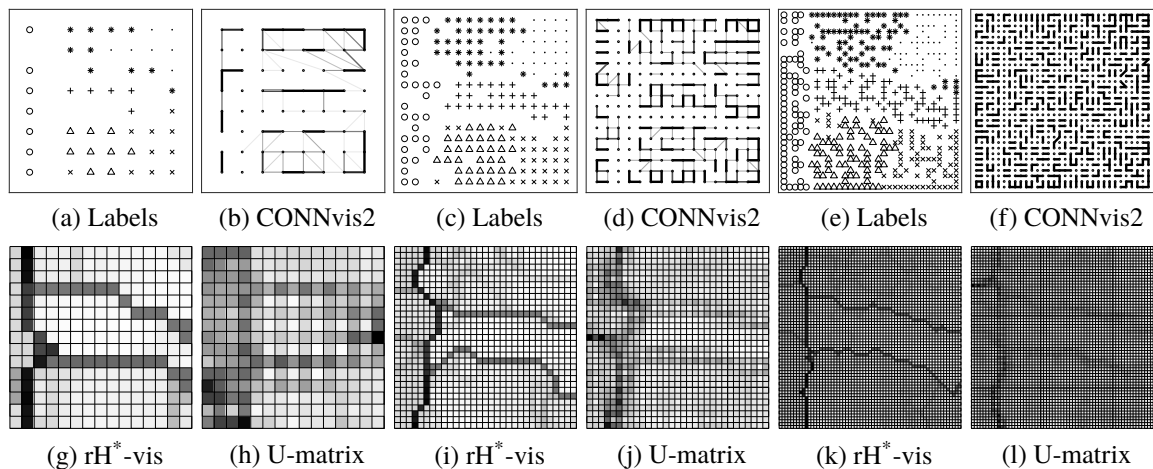 (a) Labels (b) CONNvis2 (c) Labels (d) CONNvis2 (e) Labels (f) CONNvis2
(g) rH*-vis (h) U-matrix (i) rH*-vis (j) U-matrix (k) rH*-vis (l) U-matrix